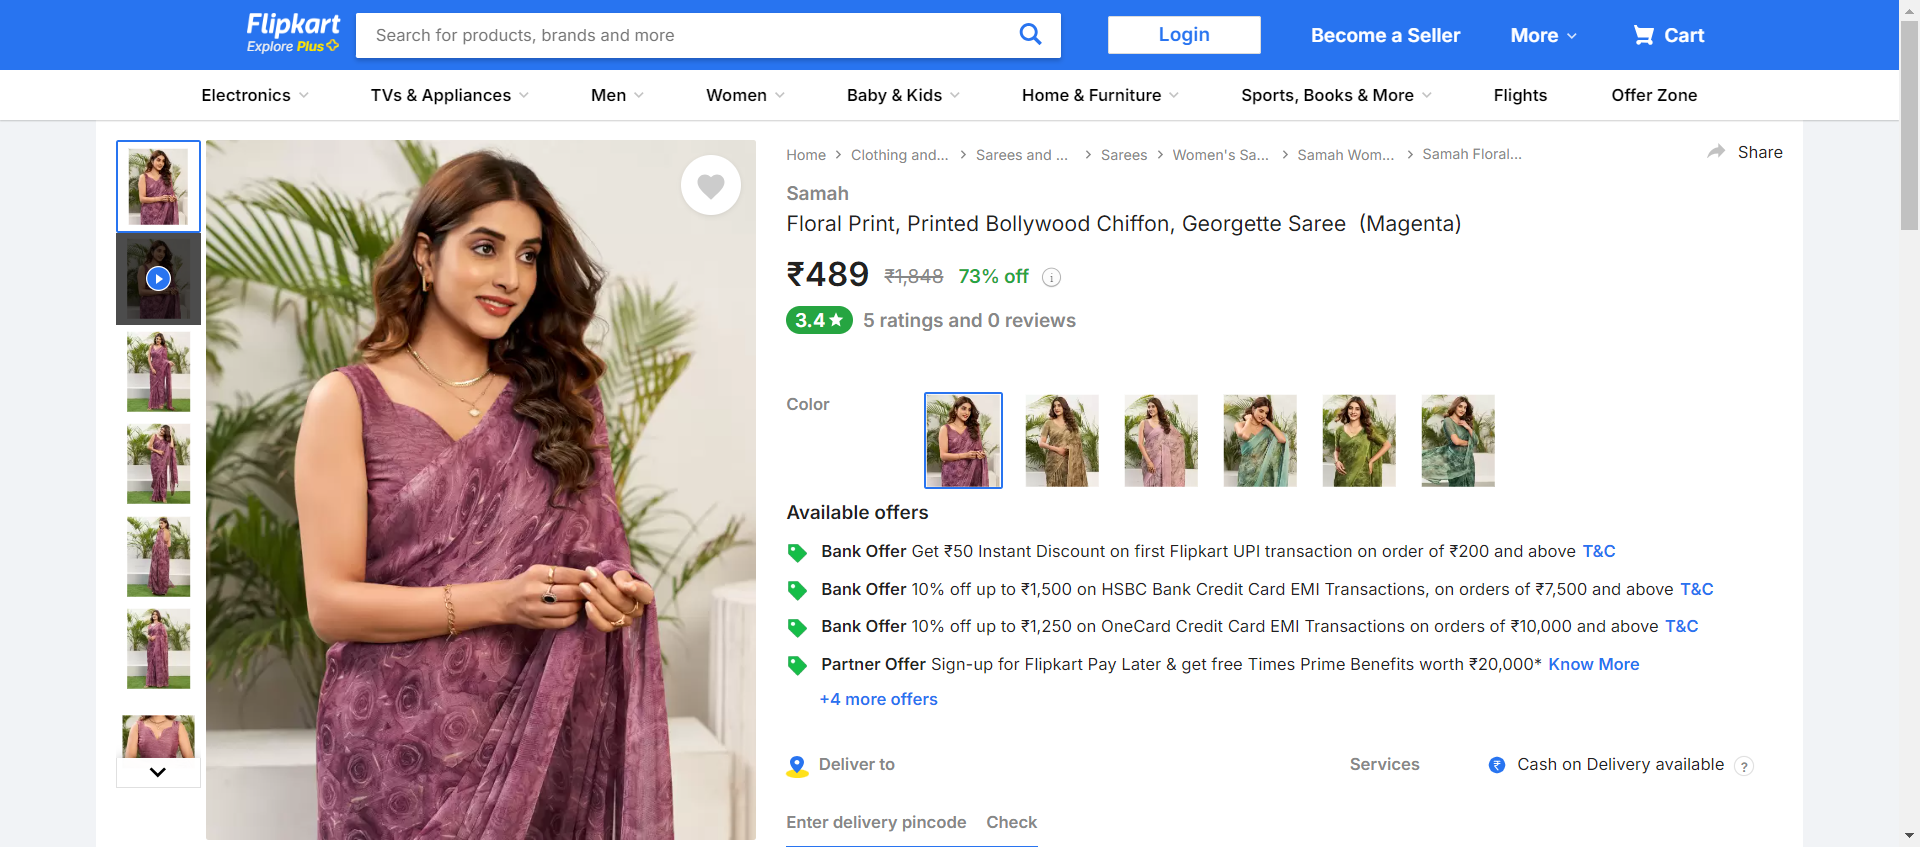 Flipkart
Explore Plus
Search for products, brands and more
Login
Become a Seller
More
Cart
Electronics
TVs & Appliances
Men
Women
Baby & Kids
Home & Furniture
Sports, Books & More
Flights
Offer Zone
Home > Clothing and... > Sarees and ... > Sarees > Women's Sa... > Samah Wom... > Samah Floral...
Share
Samah
Floral Print, Printed Bollywood Chiffon, Georgette Saree (Magenta)
₹489 ₹1,848 73% off i
3.4★ 5 ratings and 0 reviews
Color
Available offers
Bank Offer Get ₹50 Instant Discount on first Flipkart UPI transaction on order of ₹200 and above T&C
Bank Offer 10% off up to ₹1,500 on HSBC Bank Credit Card EMI Transactions, on orders of ₹7,500 and above T&C
Bank Offer 10% off up to ₹1,250 on OneCard Credit Card EMI Transactions on orders of ₹10,000 and above T&C
Partner Offer Sign-up for Flipkart Pay Later & get free Times Prime Benefits worth ₹20,000* Know More
+4 more offers
Deliver to
Services
₹ Cash on Delivery available ?
Enter delivery pincode
Check